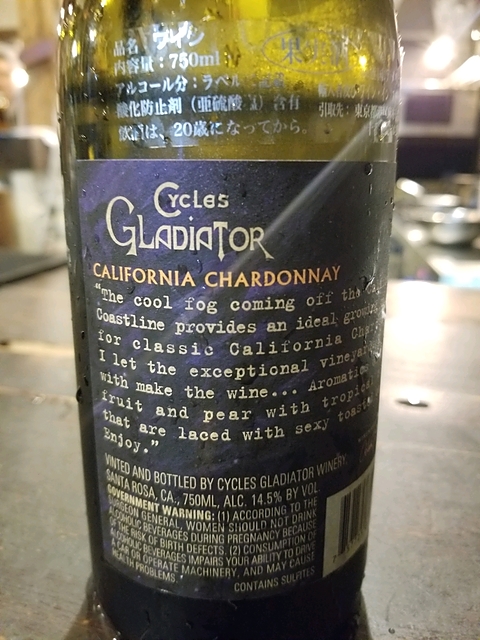 品名：ワイン
内容量：750ml
アルコール分：ラベル
酸化防止剤（亜硫酸塩）含有
引取先：東京都
飲酒は、20歳になってから。
Cycles
GLADIATOR
CALIFORNIA CHARDONNAY
"The cool fog coming off the
Coastline provides an ideal
for classic California
I let the exceptional
with make the wine... Aromatic
fruit and pear with
that are laced with sexy
Enjoy."
VINTED AND BOTTLED BY CYCLES GLADIATOR WINERY,
SANTA ROSA, CA., 750ML, ALC. 14.5% BY VOL.
GOVERNMENT WARNING: (1) ACCORDING TO THE
SURGEON GENERAL, WOMEN SHOULD NOT DRINK
ALCOHOLIC BEVERAGES DURING PREGNANCY BECAUSE
OF THE RISK OF BIRTH DEFECTS. (2) CONSUMPTION OF
ALCOHOLIC BEVERAGES IMPAIRS YOUR ABILITY TO DRIVE
A CAR OR OPERATE MACHINERY, AND MAY CAUSE
HEALTH PROBLEMS.
CONTAINS SULFITES